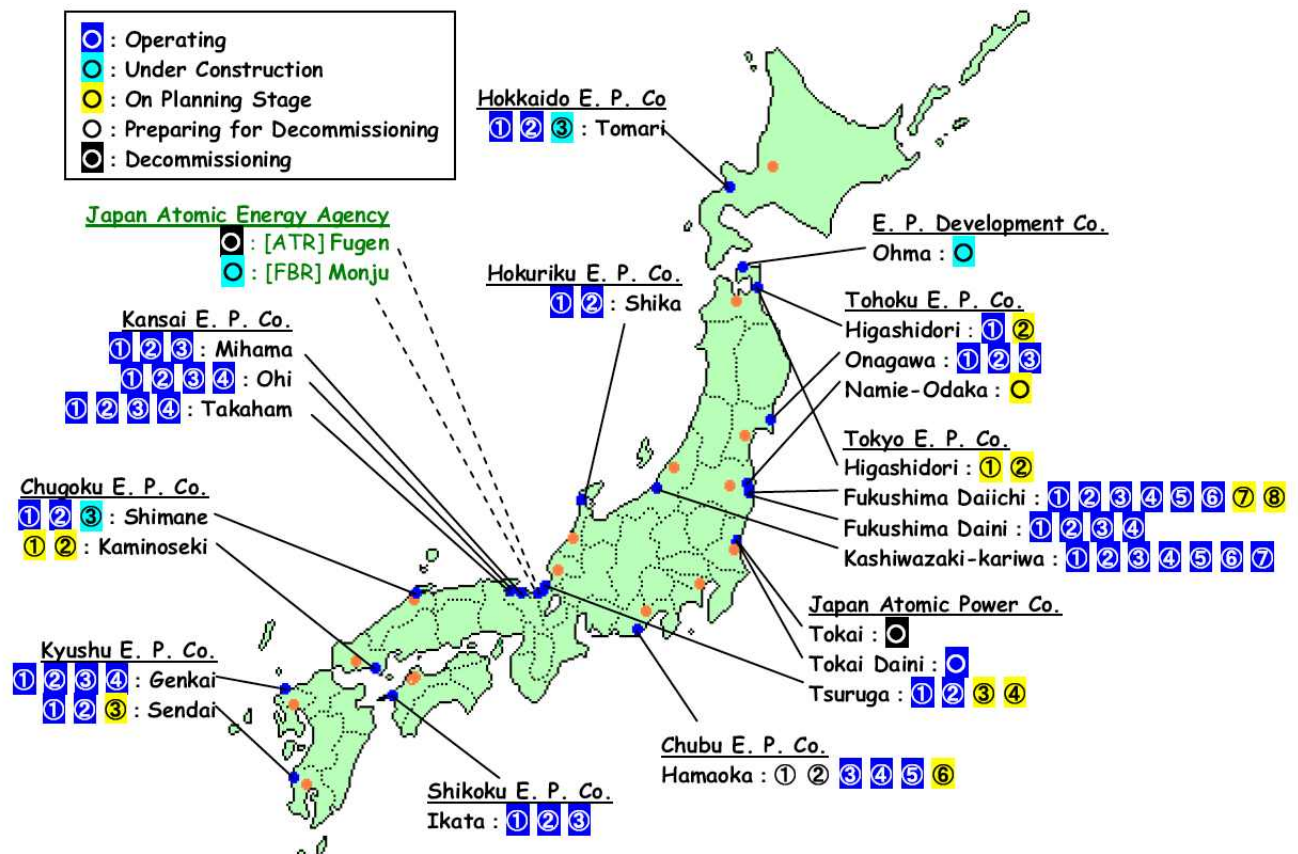 ○ : Operating
○ : Under Construction
○ : On Planning Stage
○ : Preparing for Decommissioning
○ : Decommissioning
Hokkaido E. P. Co
① ② ③ : Tomari
Japan Atomic Energy Agency
○ : [ATR] Fugen
○ : [FBR] Monju
E. P. Development Co.
Ohma : ○
Hokuriku E. P. Co.
① ② : Shika
Tohoku E. P. Co.
Higashidori : ① ②
Onagawa : ① ② ③
Namie-Odaka : ○
Kansai E. P. Co.
① ② ③ : Mihama
① ② ③ ④ : Ohi
① ② ③ ④ : Takaham
Tokyo E. P. Co.
Higashidori : ① ②
Fukushima Daiichi : ① ② ③ ④ ⑤ ⑥ ⑦ ⑧
Fukushima Daini : ① ② ③ ④
Kashiwazaki-kariwa : ① ② ③ ④ ⑤ ⑥ ⑦
Chugoku E. P. Co.
① ② ③ : Shimane
① ② : Kaminoseki
Japan Atomic Power Co.
Tokai : ○
Tokai Daini : ○
Tsuruga : ① ② ③ ④
Kyushu E. P. Co.
① ② ③ ④ : Genkai
① ② ③ : Sendai
Chubu E. P. Co.
Hamaoka : ① ② ③ ④ ⑤ ⑥
Shikoku E. P. Co.
Ikata : ① ② ③